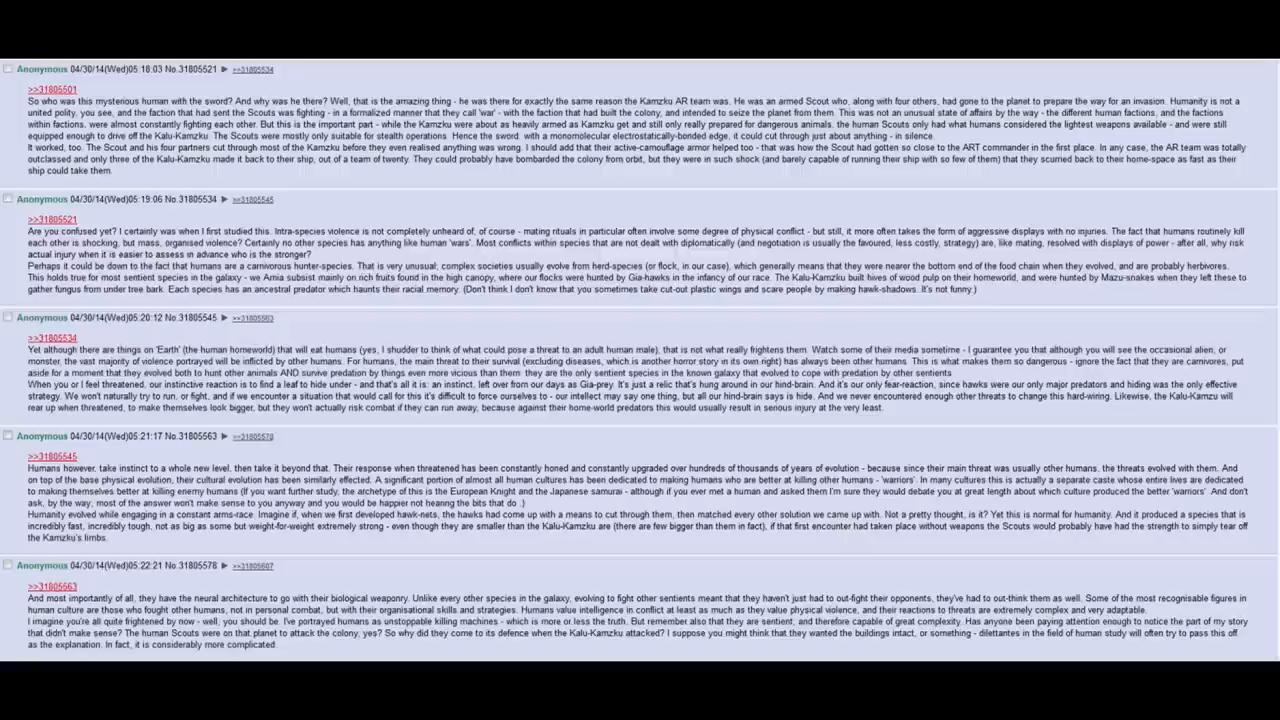 Anonymous 04/30/14(Wed)05:18:03 No.31805521 ▶ >>31805534
>>31805501
So who was this mysterious human with the sword? And why was he there? Well, that is the amazing thing - he was there for exactly the same reason the Kamzku AR team was. He was an armed Scout who, along with four others, had gone to the planet to prepare the way for an invasion. Humanity is not a
united polity, you see, and the faction that had sent the Scouts was fighting - in a formalized manner that they call 'war' - with the faction that had built the colony, and intended to seize the planet from them. This was not an unusual state of affairs by the way - the different human factions, and the factions
within factions, were almost constantly fighting each other. But this is the important part - while the Kamzku were about as heavily armed as Kamzku get and still only really prepared for dangerous animals, the human Scouts only had what humans considered the lightest weapons available - and were still
equipped enough to drive off the Kalu-Kamzku. The Scouts were mostly only suitable for stealth operations. Hence the sword: with a monomolecular electrostatically-bonded edge, it could cut through just about anything - in silence.
It worked, too. The Scout and his four partners cut through most of the Kamzku before they even realised anything was wrong. I should add that their active-camouflage armor helped too - that was how the Scout had gotten so close to the ART commander in the first place. In any case, the AR team was totally
outclassed and only three of the Kalu-Kamzku made it back to their ship, out of a team of twenty. They could probably have bombarded the colony from orbit, but they were in such shock (and barely capable of running their ship with so few of them) that they scurried back to their home-space as fast as their
ship could take them.
Anonymous 04/30/14(Wed)05:19:06 No.31805534 ▶ >>31805545
>>31805521
Are you confused yet? I certainly was when I first studied this. Intra-species violence is not completely unheard of, of course - mating rituals in particular often involve some degree of physical conflict - but still, it more often takes the form of aggressive displays with no injuries. The fact that humans routinely kill
each other is shocking, but mass, organised violence? Certainly no other species has anything like human 'wars'. Most conflicts within species that are not dealt with diplomatically (and negotiation is usually the favoured, less costly, strategy) are, like mating, resolved with displays of power - after all, why risk
actual injury when it is easier to assess in advance who is the stronger?
Perhaps it could be down to the fact that humans are a carnivorous hunter-species. That is very unusual; complex societies usually evolve from herd-species (or flock, in our case), which generally means that they were nearer the bottom end of the food chain when they evolved, and are probably herbivores.
This holds true for most sentient species in the galaxy - we Amia subsist mainly on rich fruits found in the high canopy, where our flocks were hunted by Gia-hawks in the infancy of our race. The Kalu-Kamzku built hives of wood pulp on their homeworld, and were hunted by Mazu-snakes when they left these to
gather fungus from under tree bark. Each species has an ancestral predator which haunts their racial memory. (Don't think I don't know that you sometimes take cut-out plastic wings and scare people by making hawk-shadows. It's not funny.)
Anonymous 04/30/14(Wed)05:20:12 No.31805545 ▶ >>31805563
>>31805534
Yet although there are things on 'Earth' (the human homeworld) that will eat humans (yes, I shudder to think of what could pose a threat to an adult human male), that is not what really frightens them. Watch some of their media sometime - I guarantee you that although you will see the occasional alien, or
monster, the vast majority of violence portrayed will be inflicted by other humans. For humans, the main threat to their survival (excluding diseases, which is another horror story in its own right) has always been other humans. This is what makes them so dangerous - ignore the fact that they are carnivores, put
aside for a moment that they evolved both to hunt other animals AND survive predation by things even more vicious than them: they are the only sentient species in the known galaxy that evolved to cope with predation by other sentients
When you or I feel threatened, our instinctive reaction is to find a leaf to hide under - and that's all it is: an instinct, left over from our days as Gia-prey. It's just a relic that's hung around in our hind-brain. And it's our only fear-reaction, since hawks were our only major predators and hiding was the only effective
strategy. We won't naturally try to run, or fight, and if we encounter a situation that would call for this it's difficult to force ourselves to - our intellect may say one thing, but all our hind-brain says is hide. And we never encountered enough other threats to change this hard-wiring. Likewise, the Kalu-Kamzu will
rear up when threatened, to make themselves look bigger, but they won't actually risk combat if they can run away, because against their home-world predators this would usually result in serious injury at the very least.
Anonymous 04/30/14(Wed)05:21:17 No.31805563 ▶ >>31805578
>>31805545
Humans however, take instinct to a whole new level, then take it beyond that. Their response when threatened has been constantly honed and constantly upgraded over hundreds of thousands of years of evolution - because since their main threat was usually other humans, the threats evolved with them. And
on top of the base physical evolution, their cultural evolution has been similarly effected. A significant portion of almost all human cultures has been dedicated to making humans who are better at killing other humans - 'warriors'. In many cultures this is actually a separate caste whose entire lives are dedicated
to making themselves better at killing enemy humans (If you want further study, the archetype of this is the European Knight and the Japanese samurai - although if you ever met a human and asked them I'm sure they would debate you at great length about which culture produced the better 'warriors'. And don't
ask, by the way; most of the answer won't make sense to you anyway and you would be happier not hearing the bits that do .)
Humanity evolved while engaging in a constant arms-race. Imagine if, when we first developed hawk-nets, the hawks had come up with a means to cut through them, then matched every other solution we came up with. Not a pretty thought, is it? Yet this is normal for humanity. And it produced a species that is
incredibly fast, incredibly tough, not as big as some but weight-for-weight extremely strong - even though they are smaller than the Kalu-Kamzku are (there are few bigger than them in fact), if that first encounter had taken place without weapons the Scouts would probably have had the strength to simply tear off
the Kamzku's limbs.
Anonymous 04/30/14(Wed)05:22:21 No.31805578 ▶ >>31805607
>>31805563
And most importantly of all, they have the neural architecture to go with their biological weaponry. Unlike every other species in the galaxy, evolving to fight other sentients meant that they haven't just had to out-fight their opponents, they've had to out-think them as well. Some of the most recognisable figures in
human culture are those who fought other humans, not in personal combat, but with their organisational skills and strategies. Humans value intelligence in conflict at least as much as they value physical violence, and their reactions to threats are extremely complex and very adaptable.
I imagine you're all quite frightened by now - well, you should be. I've portrayed humans as unstoppable killing machines - which is more or less the truth. But remember also that they are sentient, and therefore capable of great complexity. Has anyone been paying attention enough to notice the part of my story
that didn't make sense? The human Scouts were on that planet to attack the colony, yes? So why did they come to its defence when the Kalu-Kamzku attacked? I suppose you might think that they wanted the buildings intact, or something - dilettantes in the field of human study will often try to pass this off
as the explanation. In fact, it is considerably more complicated.